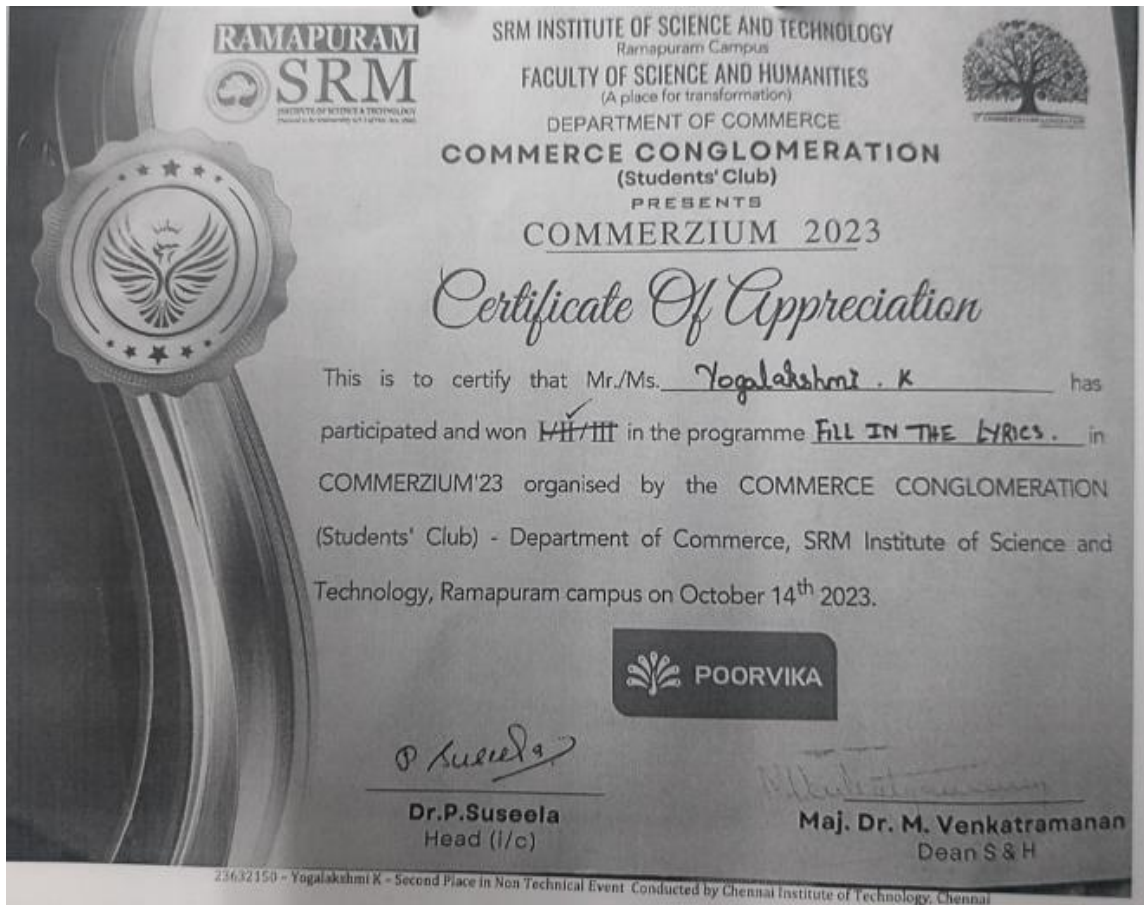 RAMAPURAM
SRM
INSTITUTE OF SCIENCE & TECHNOLOGY
SRM INSTITUTE OF SCIENCE AND TECHNOLOGY
Ramapuram Campus
FACULTY OF SCIENCE AND HUMANITIES
(A place for transformation)
DEPARTMENT OF COMMERCE
COMMERCE CONGLOMERATION
(Students' Club)
PRESENTS
COMMERZIUM 2023
Certificate Of Appreciation
This is to certify that Mr./Ms. Yogalakshmi . K has
participated and won I/II/III in the programme FILL IN THE LYRICS. in
COMMERZIUM'23 organised by the COMMERCE CONGLOMERATION
(Students' Club) - Department of Commerce, SRM Institute of Science and
Technology, Ramapuram campus on October 14th 2023.
POORVIKA
P Suseela
Dr.P.Suseela
Head (i/c)
Maj. Dr. M. Venkatramanan
Dean S & H
23632150 – Yogalakshmi K – Second Place in Non Technical Event Conducted by Chennai Institute of Technology, Chennai